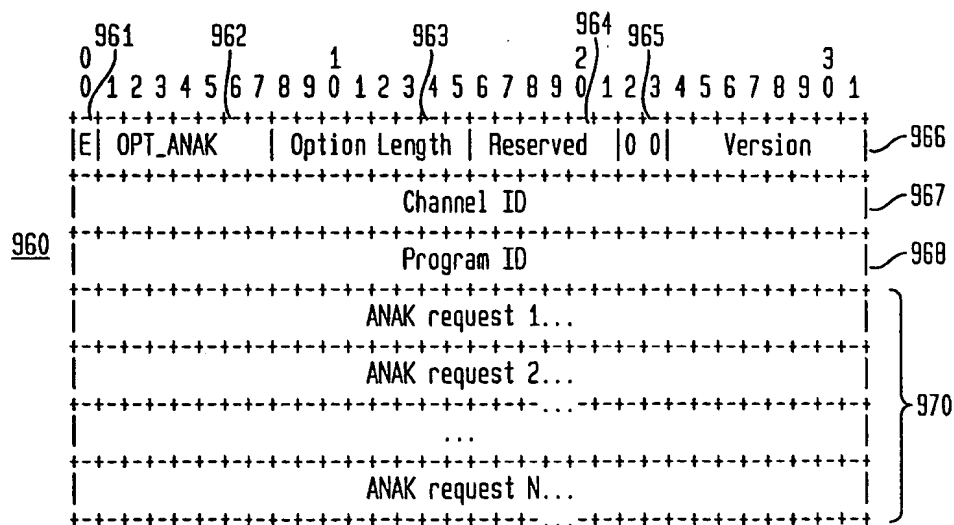 961 962 963 964 965
0 1 2 3
0 1 2 3 4 5 6 7 8 9 0 1 2 3 4 5 6 7 8 9 0 1 2 3 4 5 6 7 8 9 0 1
+-+-+-+-+-+-+-+-+-+-+-+-+-+-+-+-+-+-+-+-+-+-+-+-+-+-+-+-+-+-+-+-+
|E| OPT_ANAK | Option Length | Reserved |0 0| Version | 966
+-+-+-+-+-+-+-+-+-+-+-+-+-+-+-+-+-+-+-+-+-+-+-+-+-+-+-+-+-+-+-+-+
| Channel ID | 967
+-+-+-+-+-+-+-+-+-+-+-+-+-+-+-+-+-+-+-+-+-+-+-+-+-+-+-+-+-+-+-+-+
960 | Program ID | 968
+-+-+-+-+-+-+-+-+-+-+-+-+-+-+-+-+-+-+-+-+-+-+-+-+-+-+-+-+-+-+-+-+
| ANAK request 1... |
+-+-+-+-+-+-+-+-+-+-+-+-+-+-+-+-+-+-+-+-+-+-+-+-+-+-+-+-+-+-+-+-+
| ANAK request 2... |
+-+-+-+-+-+-+-+-+-+-+-+-+-+-+-+-+-+-+-...-+-+-+-+-+-+-+-+-+-+-+-+
| ... | 970
+-+-+-+-+-+-+-+-+-+-+-+-+-+-+-+-+-+-+-+-+-+-+-+-+-+-+-+-+-+-+-+-+
| ANAK request N... |
+-+-+-+-+-+-+-+-+-+-+-+-+-+-+-+-+-+-+-...-+-+-+-+-+-+-+-+-+-+-+-+